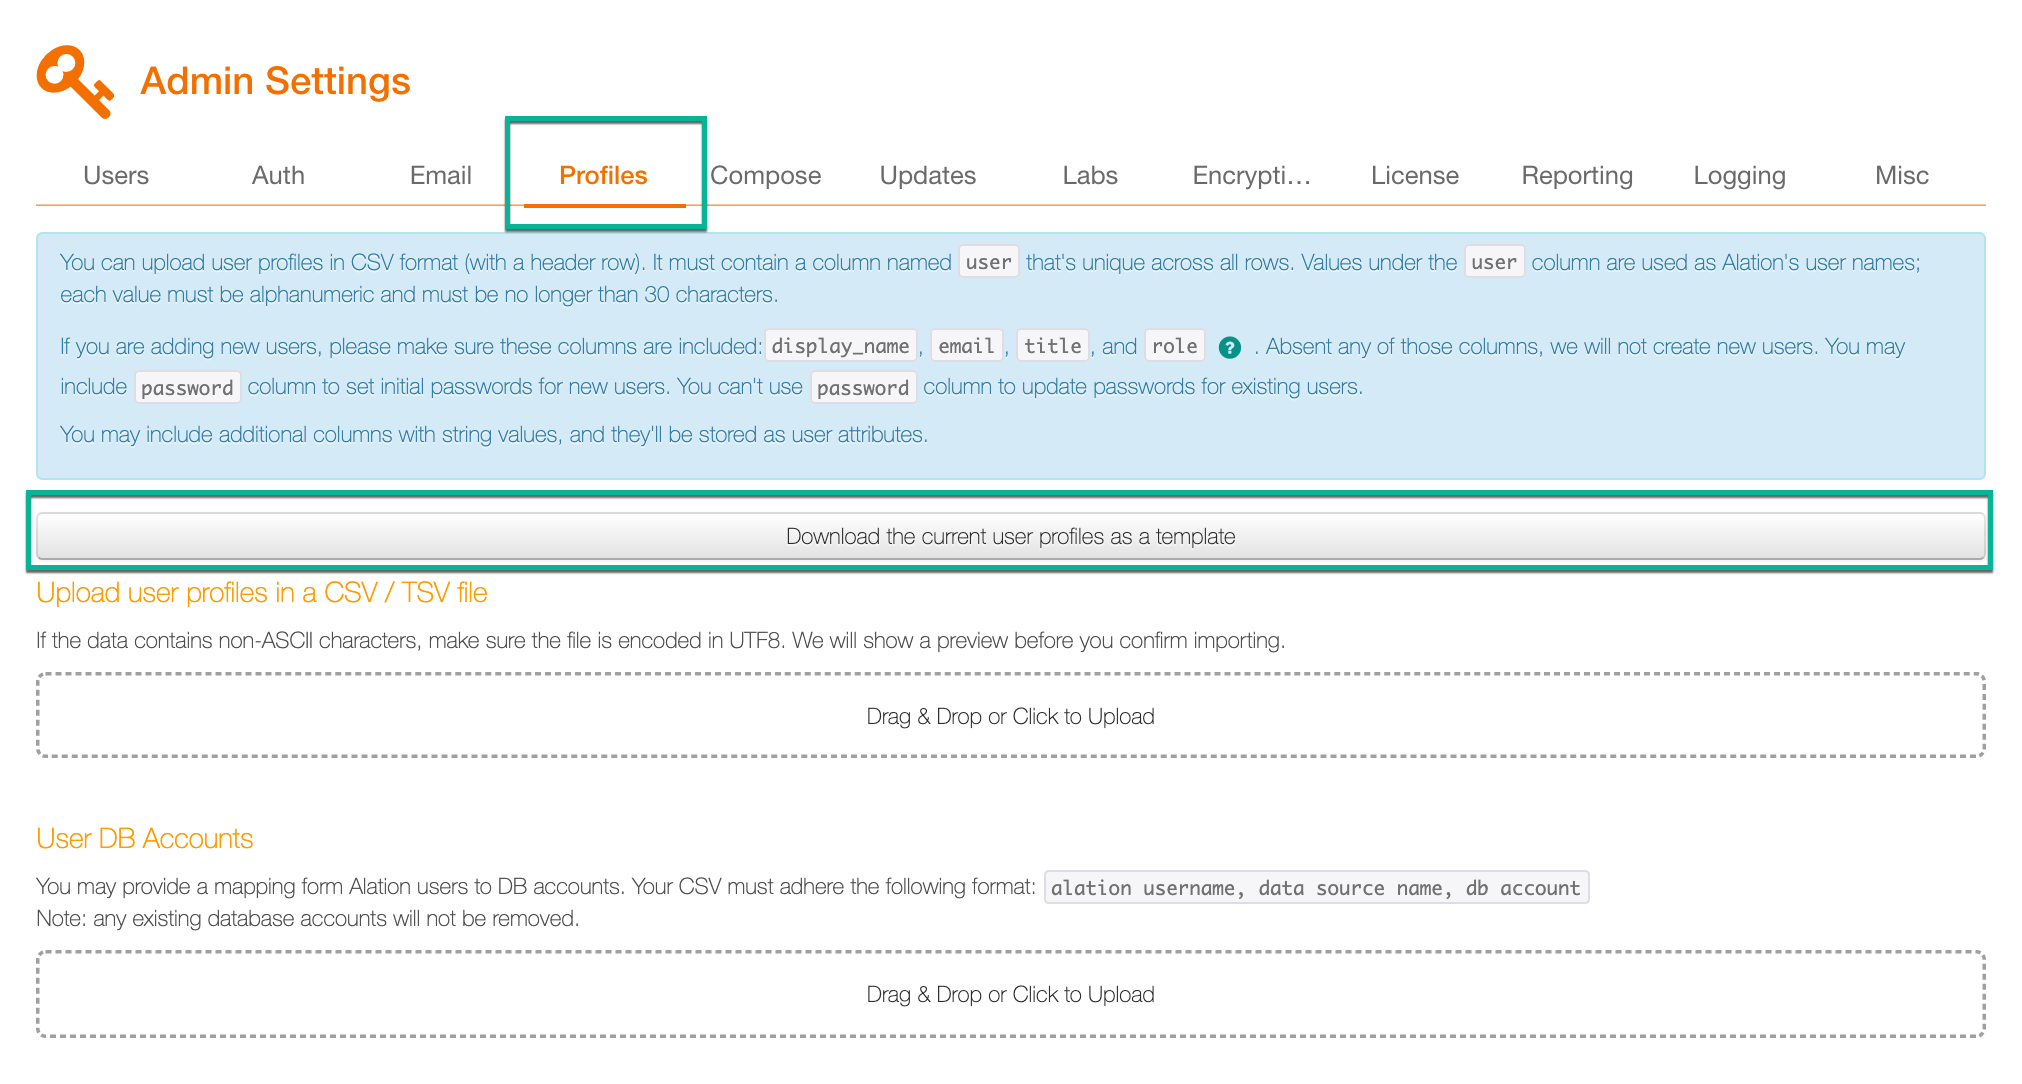 Admin Settings
Users Auth Email Profiles Compose Updates Labs Encrypti... License Reporting Logging Misc
You can upload user profiles in CSV format (with a header row). It must contain a column named user that's unique across all rows. Values under the user column are used as Alation's user names;
each value must be alphanumeric and must be no longer than 30 characters.
If you are adding new users, please make sure these columns are included: display_name, email, title, and role ? . Absent any of those columns, we will not create new users. You may
include password column to set initial passwords for new users. You can't use password column to update passwords for existing users.
You may include additional columns with string values, and they'll be stored as user attributes.
Download the current user profiles as a template
Upload user profiles in a CSV / TSV file
If the data contains non-ASCII characters, make sure the file is encoded in UTF8. We will show a preview before you confirm importing.
Drag & Drop or Click to Upload
User DB Accounts
You may provide a mapping form Alation users to DB accounts. Your CSV must adhere the following format: alation username, data source name, db account
Note: any existing database accounts will not be removed.
Drag & Drop or Click to Upload